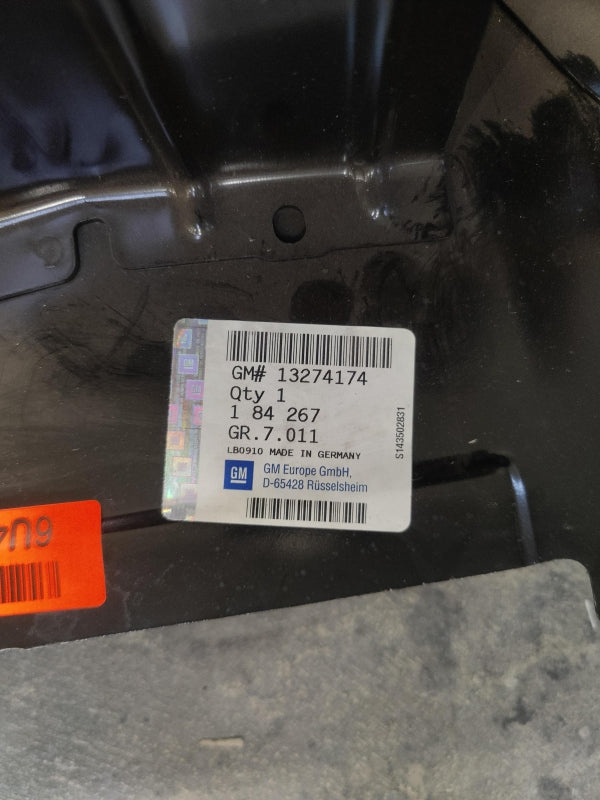 GM# 13274174
Qty 1
1 84 267
GR.7.011
LB0910 MADE IN GERMANY
GM
GM Europe GmbH,
D-65428 Rüsselsheim
S143502831